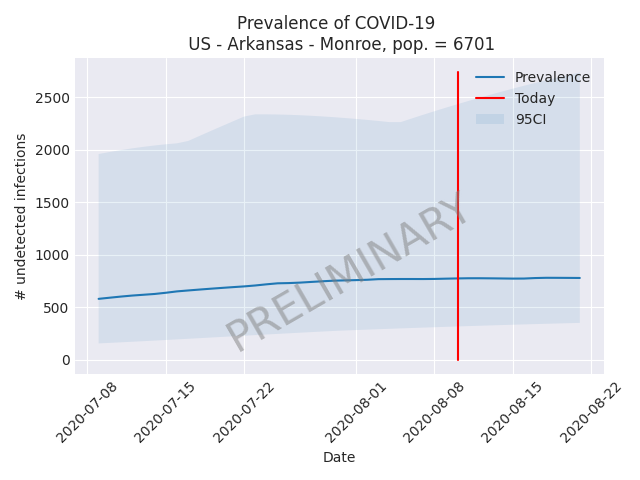 Prevalence of COVID-19
US - Arkansas - Monroe, pop. = 6701
Prevalence
Today
95CI
# undetected infections
2500
2000
1500
1000
500
0
PRELIMINARY
2020-07-08
2020-07-15
2020-07-22
2020-08-01
2020-08-08
2020-08-15
2020-08-22
Date